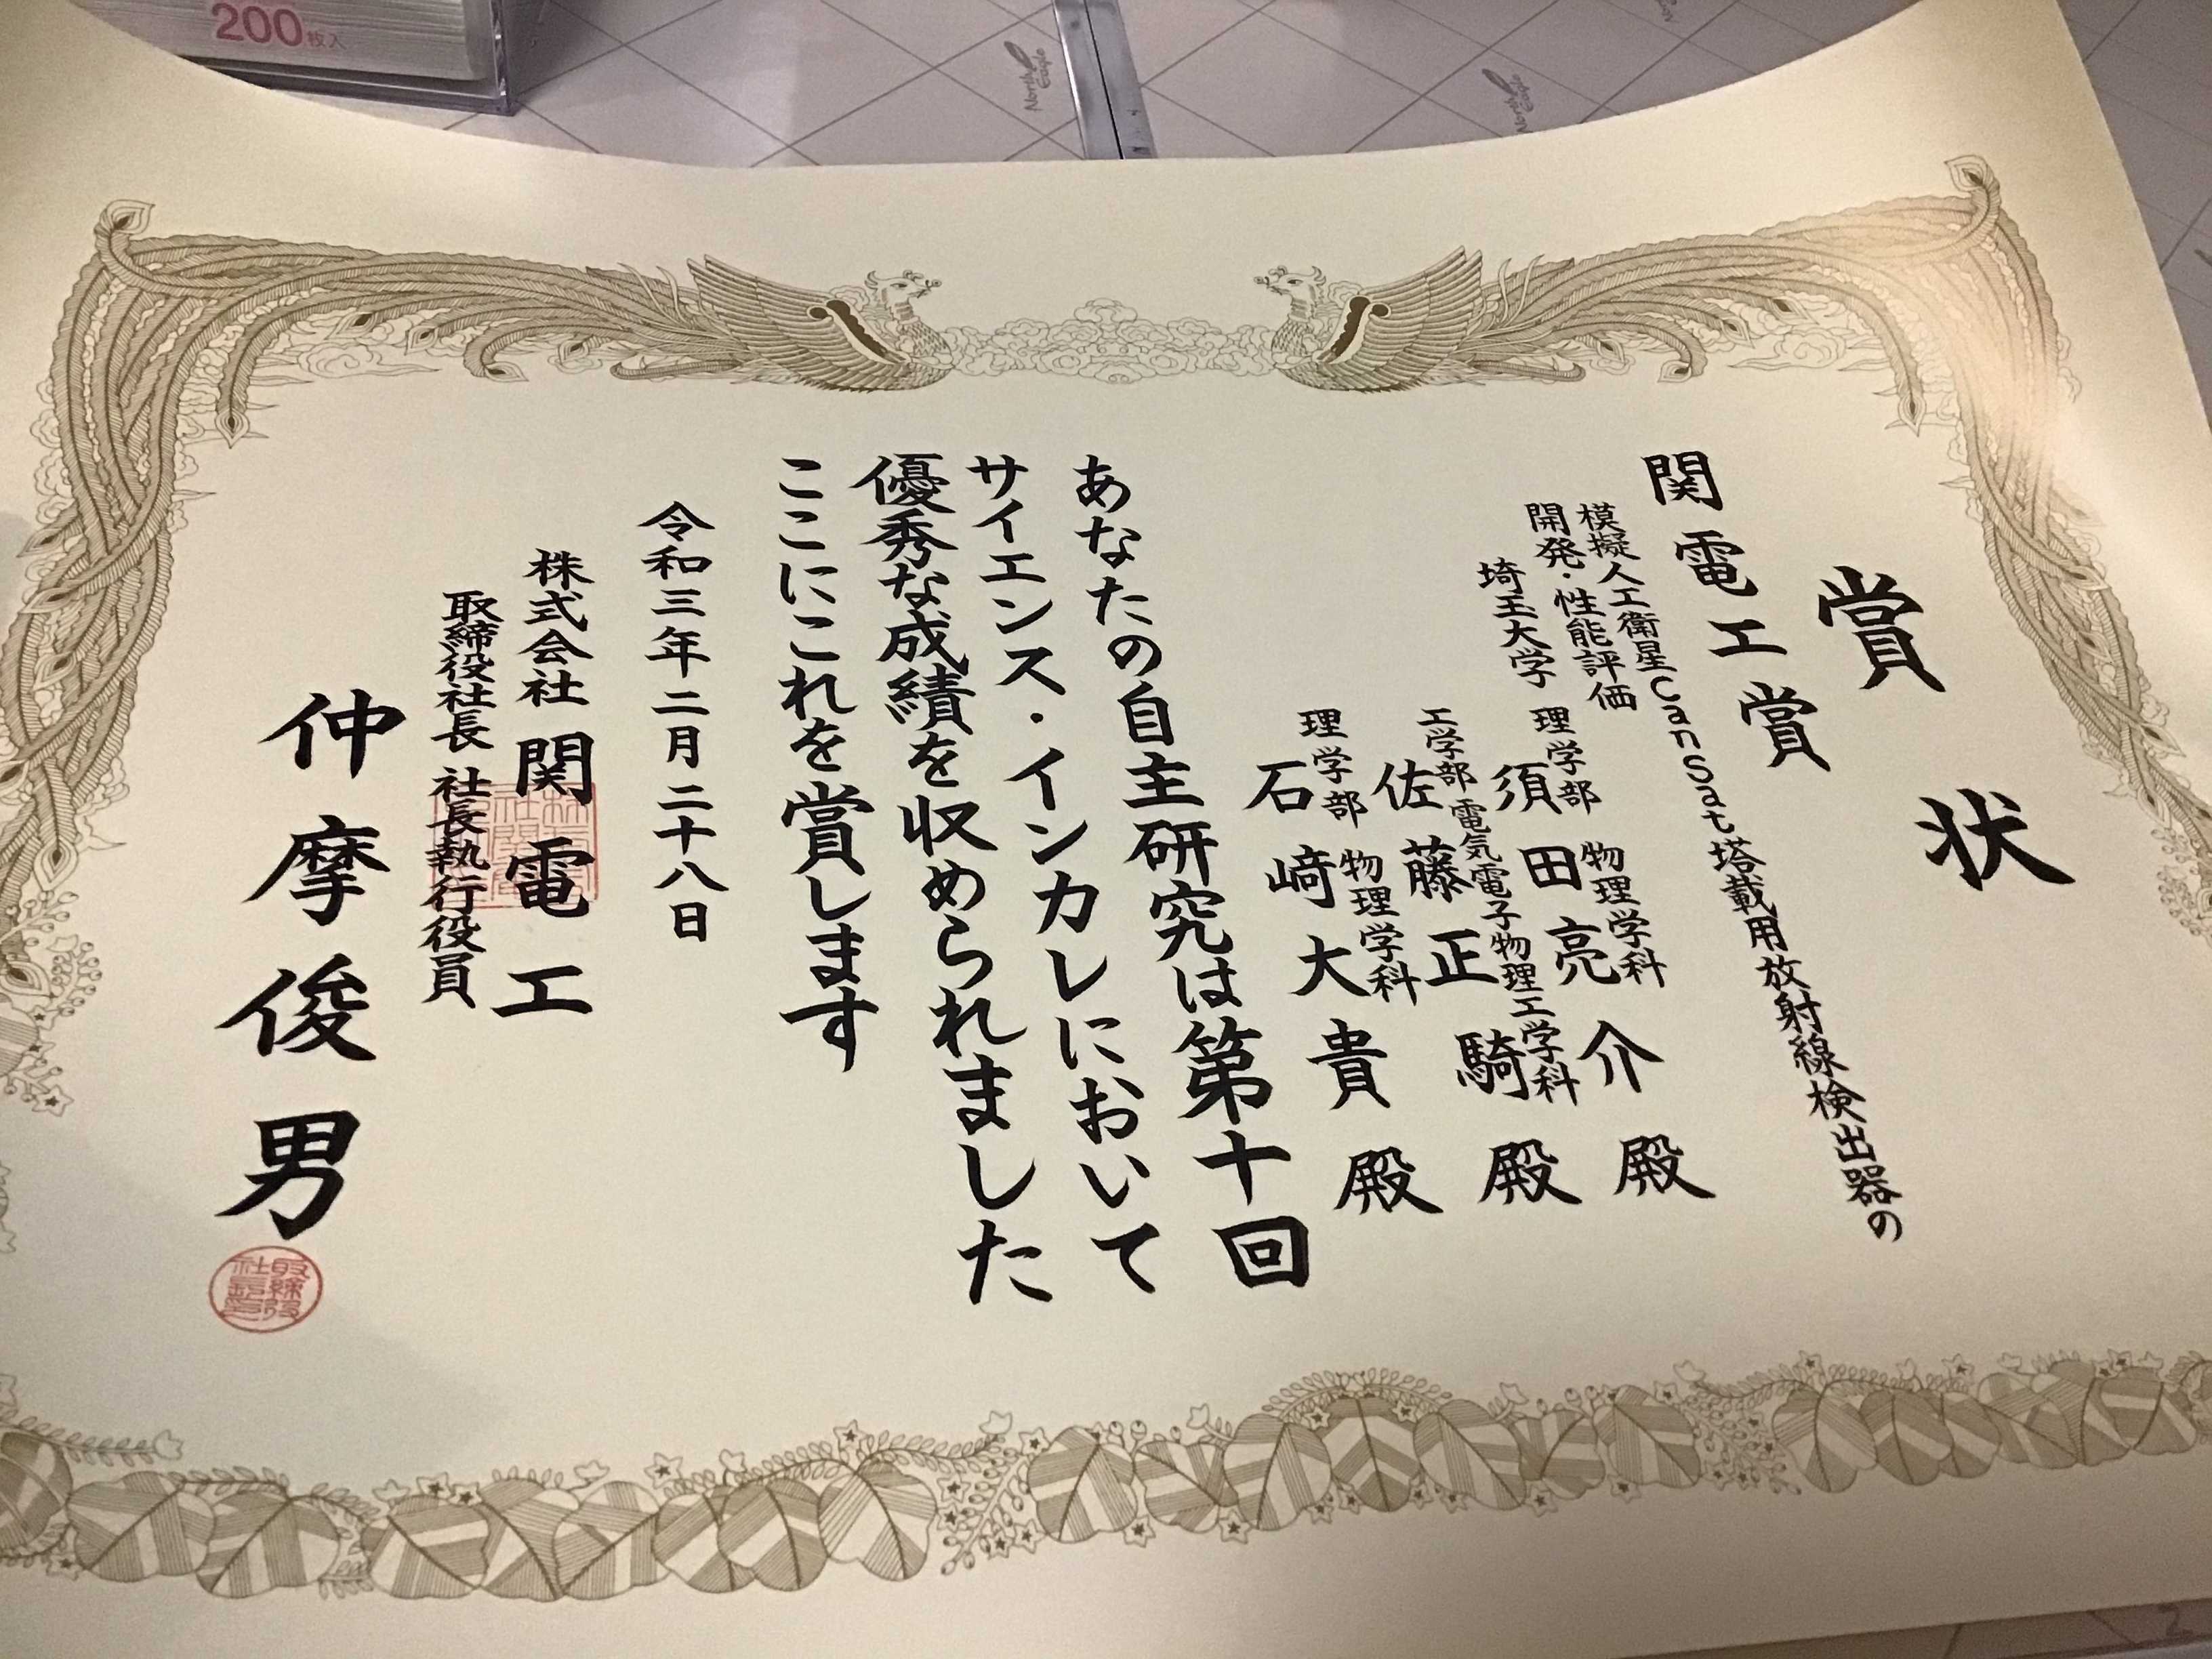 賞状
関電工賞
模擬人工衛星CanSat塔載用放射線検出器の
開発・性能評価
埼玉大学
理学部 物理学科
須田亮介 殿
工学部 電気電子物理工学科
佐藤正騎 殿
理学部 物理学科
石崎大貴 殿
あなたの自主研究は第十回
サイエンス・インカレにおいて
優秀な成績を収められました
ここにこれを賞します
令和三年二月二十八日
株式会社 関電工
取締役社長 社長執行役員
仲摩俊男
200枚入
North Eagle
North Eagle